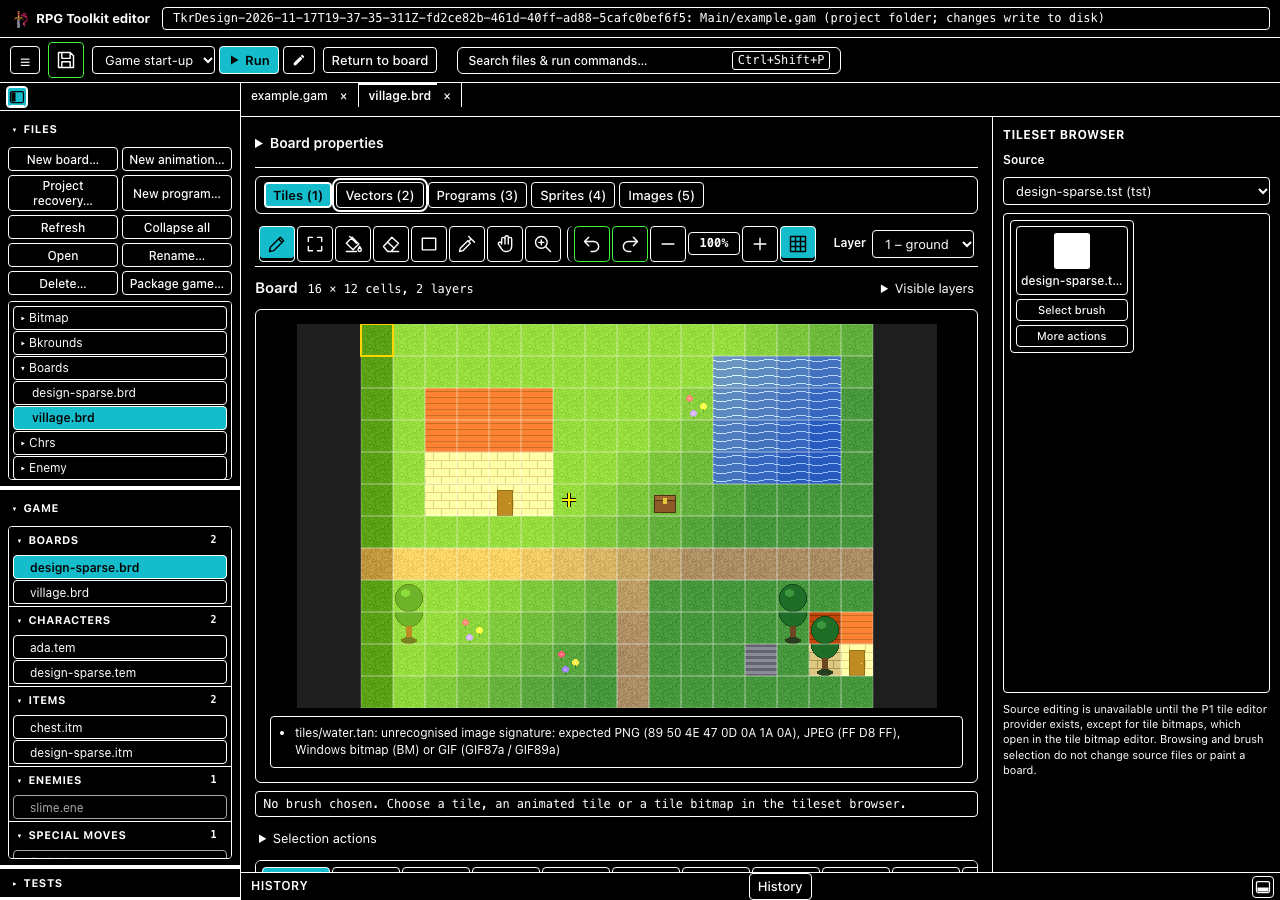 RPG Toolkit editor
TkrDesign-2026-11-17T19-37-35-311Z-fd2ce82b-461d-40ff-ad88-5cafc0bef6f5: Main/example.gam (project folder; changes write to disk)
Game start-up
Run
Return to board
Search files & run commands...
Ctrl+Shift+P
FILES
New board...
New animation...
Project recovery...
New program...
Refresh
Collapse all
Open
Rename...
Delete...
Package game...
Bitmap
Bkrounds
Boards
design-sparse.brd
village.brd
Chrs
Enemy
GAME
BOARDS 2
design-sparse.brd
village.brd
CHARACTERS 2
ada.tem
design-sparse.tem
ITEMS 2
chest.itm
design-sparse.itm
ENEMIES 1
slime.ene
SPECIAL MOVES 1
TESTS
example.gam ×
village.brd ×
Board properties
Tiles (1)
Vectors (2)
Programs (3)
Sprites (4)
Images (5)
100%
Layer
1 – ground
Board 16 × 12 cells, 2 layers
Visible layers
tiles/water.tan: unrecognised image signature: expected PNG (89 50 4E 47 0D 0A 1A 0A), JPEG (FF D8 FF),
Windows bitmap (BM) or GIF (GIF87a / GIF89a)
No brush chosen. Choose a tile, an animated tile or a tile bitmap in the tileset browser.
Selection actions
HISTORY
History
TILESET BROWSER
Source
design-sparse.tst (tst)
design-sparse.t...
Select brush
More actions
Source editing is unavailable until the P1 tile editor
provider exists, except for tile bitmaps, which
open in the tile bitmap editor. Browsing and brush
selection do not change source files or paint a
board.